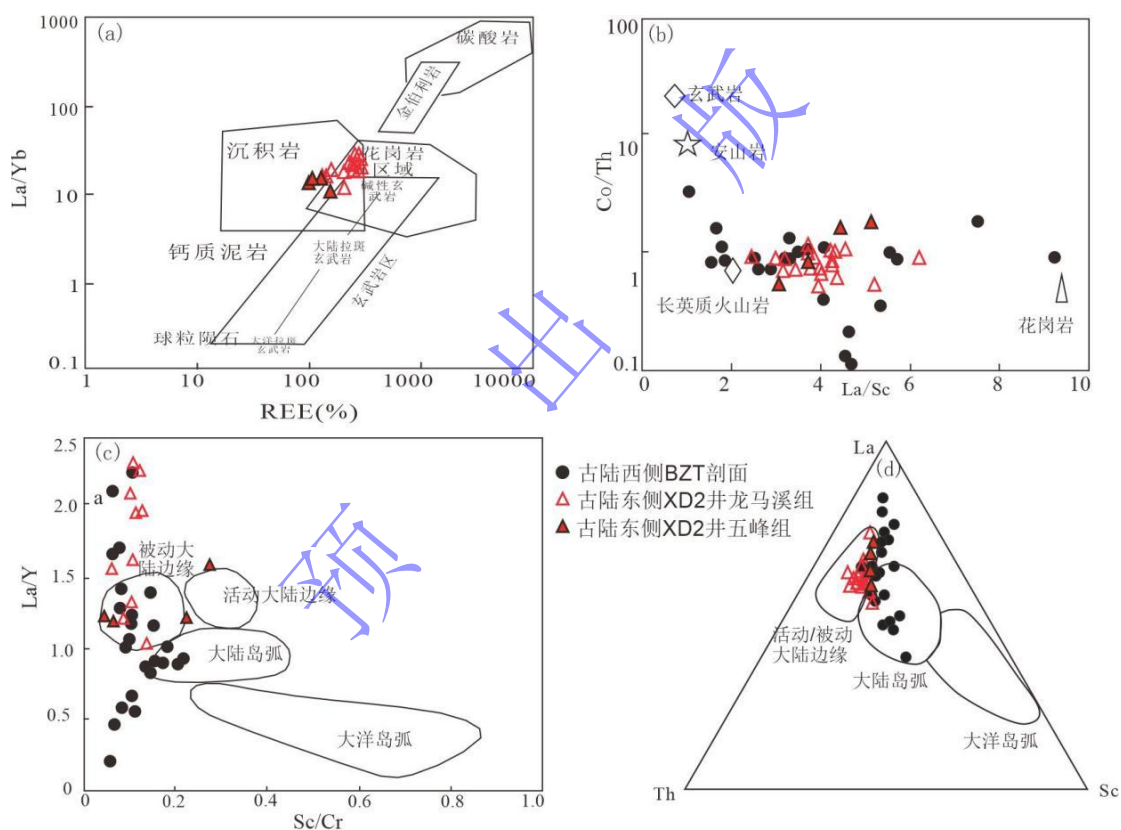 (a)
1000
100
10
1
0.1
La/Yb
碳酸岩
金伯利岩
沉积岩
花岗岩
区域
碱性玄
武岩
钙质泥岩
大陆拉斑
玄武岩
玄武岩区
球粒陨石
大洋拉斑
玄武岩
1
10
100
1000
10000
REE(%)
(b)
100
10
1
0.1
Co/Th
玄武岩
安山岩
长英质火山岩
花岗岩
0
2
4
6
8
10
La/Sc
(c)
2.5
a
2.0
1.5
1.0
0.5
0
La/Y
被动大
陆边缘
活动大陆边缘
大陆岛弧
大洋岛弧
0
0.2
0.4
0.6
0.8
1.0
Sc/Cr
古陆西侧BZT剖面
古陆东侧XD2井龙马溪组
古陆东侧XD2井五峰组
La
(d)
活动/被动
大陆边缘
大陆岛弧
大洋岛弧
Th
Sc
预
出
版